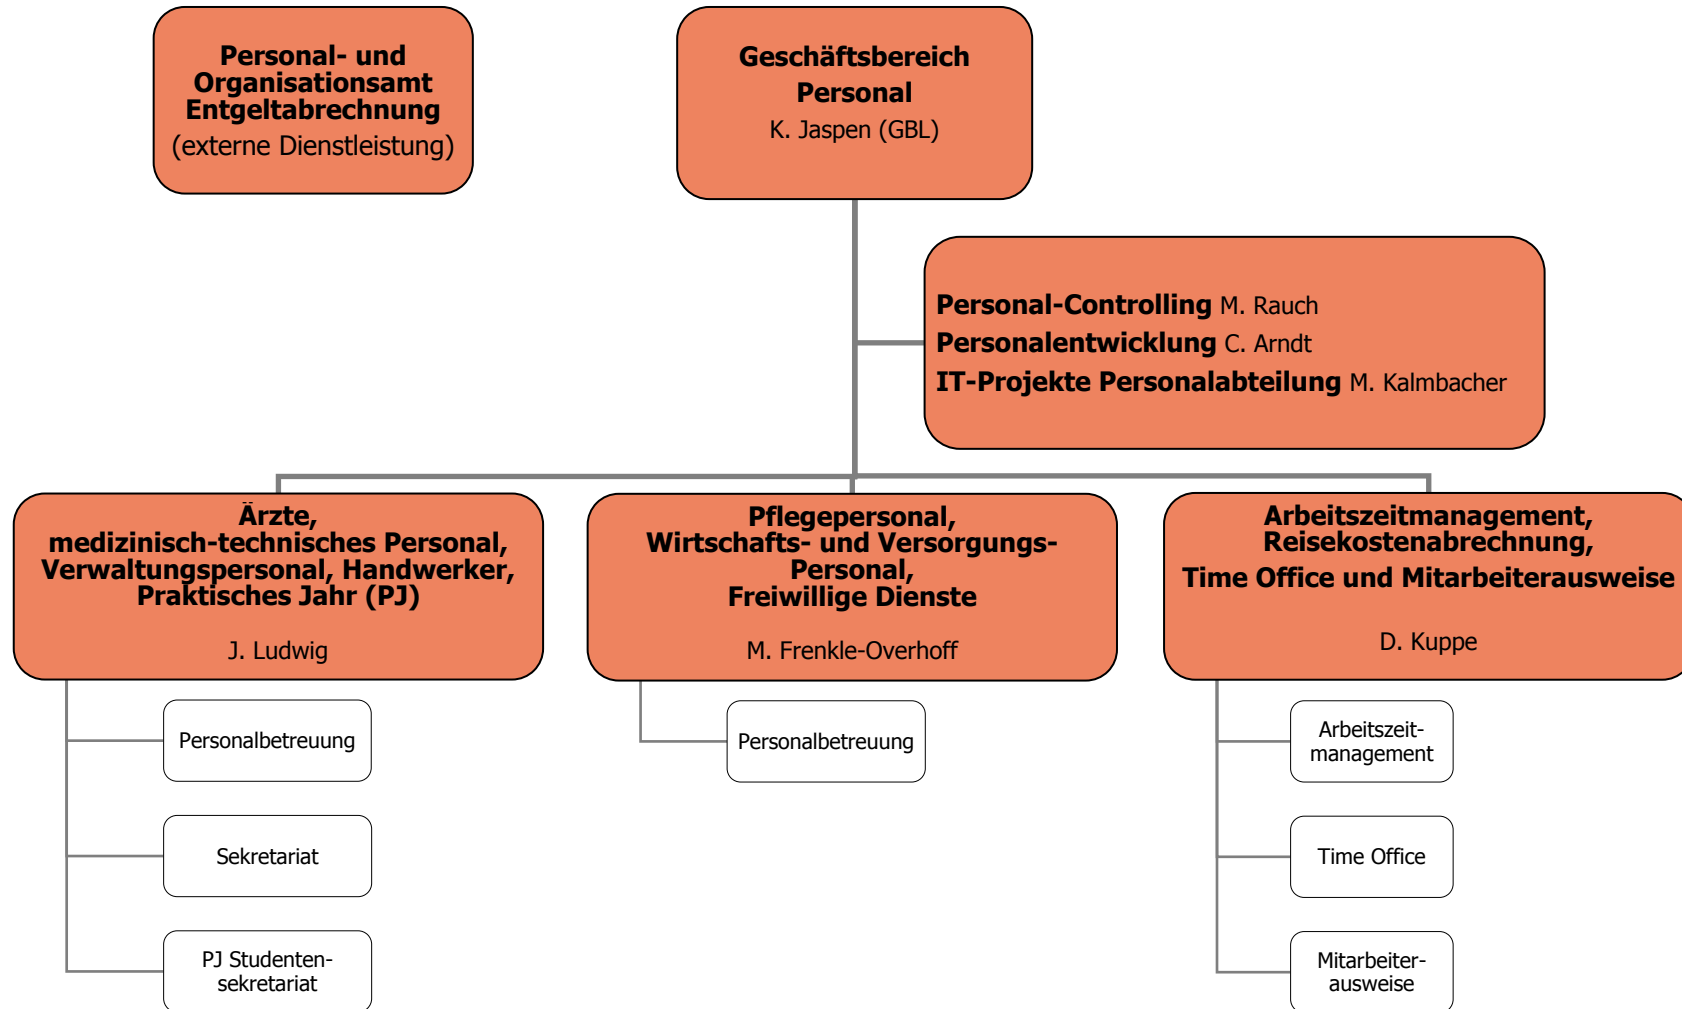 Personal- und
Organisationsamt
Entgeltabrechnung
(externe Dienstleistung)
Geschäftsbereich
Personal
K. Jaspen (GBL)
Personal-Controlling M. Rauch
Personalentwicklung C. Arndt
IT-Projekte Personalabteilung M. Kalmbacher
Ärzte,
medizinisch-technisches Personal,
Verwaltungspersonal, Handwerker,
Praktisches Jahr (PJ)
J. Ludwig
Pflegepersonal,
Wirtschafts- und Versorgungs-
Personal,
Freiwillige Dienste
M. Frenkle-Overhoff
Arbeitszeitmanagement,
Reisekostenabrechnung,
Time Office und Mitarbeiterausweise
D. Kuppe
Personalbetreuung
Sekretariat
PJ Studenten-
sekretariat
Personalbetreuung
Arbeitszeit-
management
Time Office
Mitarbeiter-
ausweise